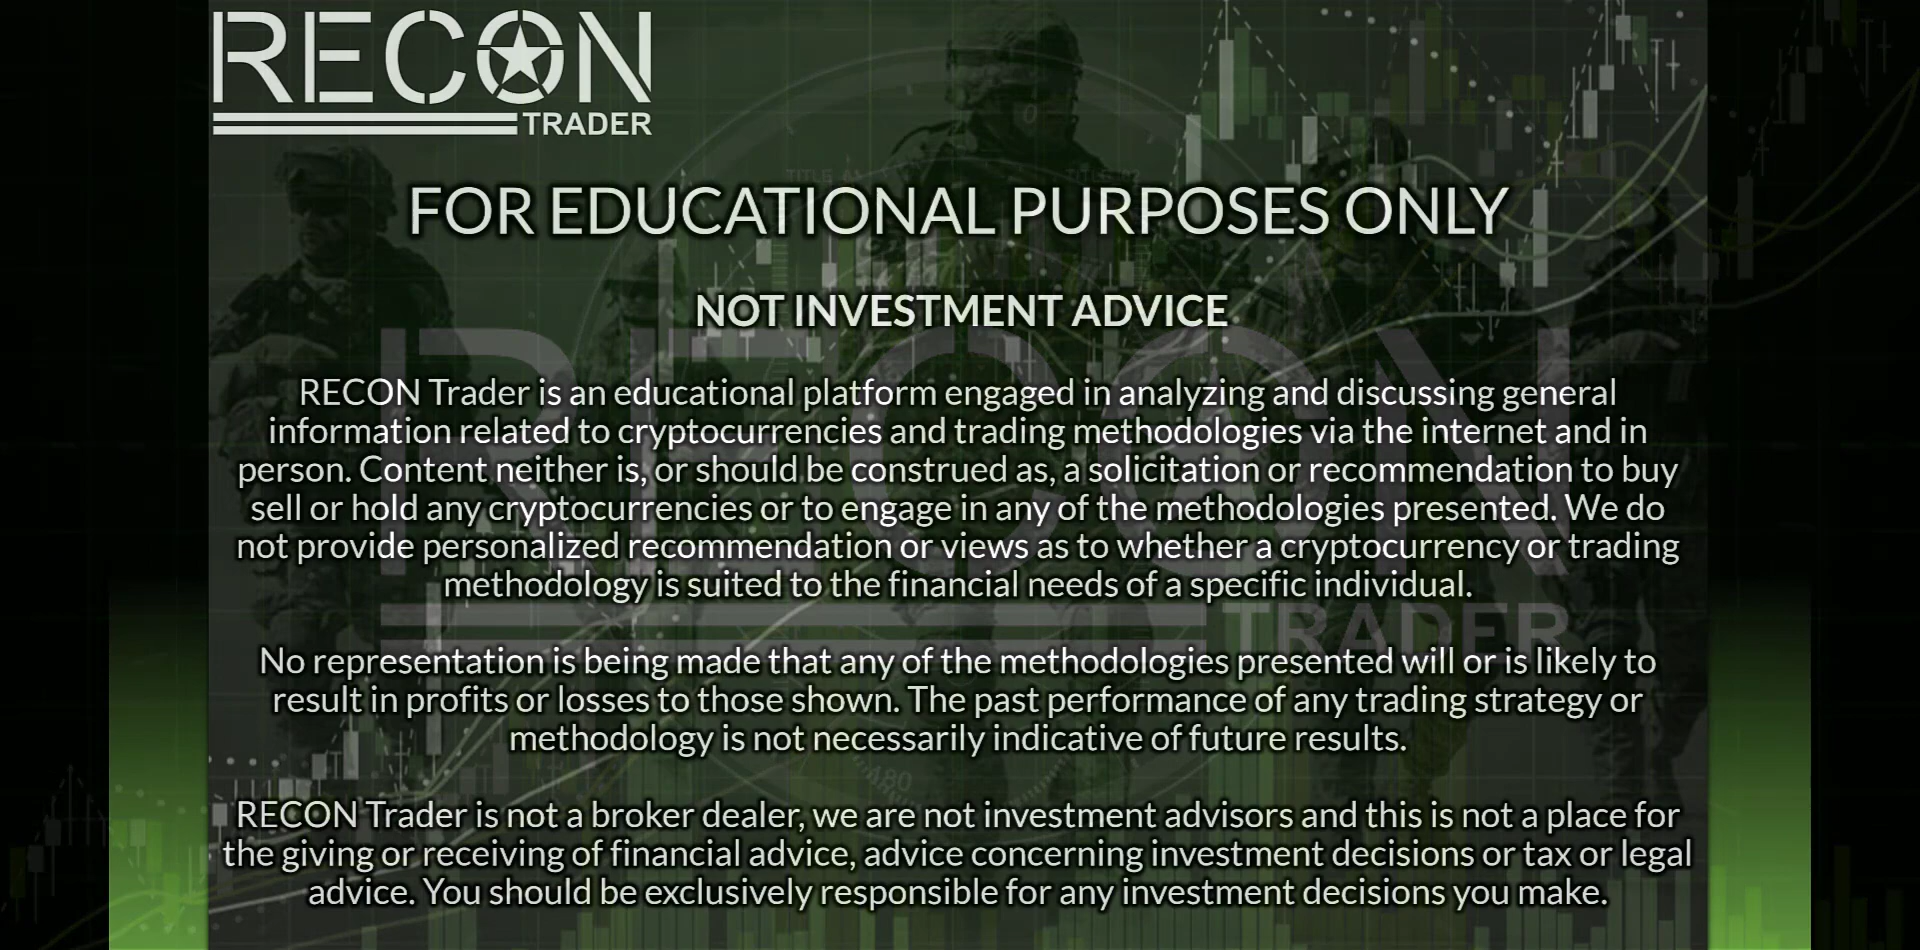 RECON
TRADER
FOR EDUCATIONAL PURPOSES ONLY
NOT INVESTMENT ADVICE
RECON Trader is an educational platform engaged in analyzing and discussing general
information related to cryptocurrencies and trading methodologies via the internet and in
person. Content neither is, or should be construed as, a solicitation or recommendation to buy
sell or hold any cryptocurrencies or to engage in any of the methodologies presented. We do
not provide personalized recommendation or views as to whether a cryptocurrency or trading
methodology is suited to the financial needs of a specific individual.
RECON
TRADER
No representation is being made that any of the methodologies presented will or is likely to
result in profits or losses to those shown. The past performance of any trading strategy or
methodology is not necessarily indicative of future results.
180
RECON Trader is not a broker dealer, we are not investment advisors and this is not a place for
the giving or receiving of financial advice, advice concerning investment decisions or tax or legal
advice. You should be exclusively responsible for any investment decisions you make.